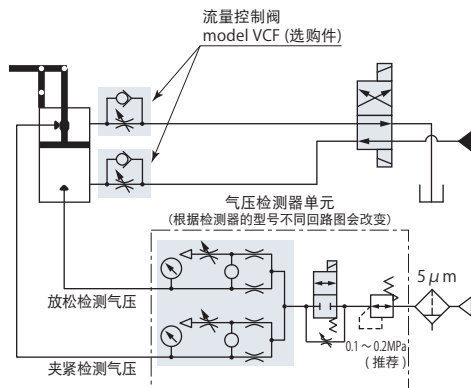 流量控制阀
model VCF (选购件)
气压检测器单元
(根据检测器的型号不同回路图会改变)
5μm
放松检测气压
0.1～0.2MPa
(推荐)
夹紧检测气压